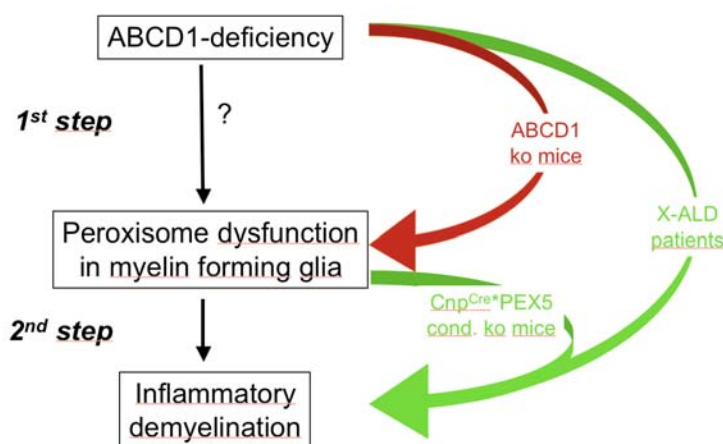 ABCD1-deficiency
1st step
?
ABCD1
ko mice
X-ALD
patients
Peroxisome dysfunction
in myelin forming glia
CnpCre*PEX5
cond. ko mice
2nd step
Inflammatory
demyelination